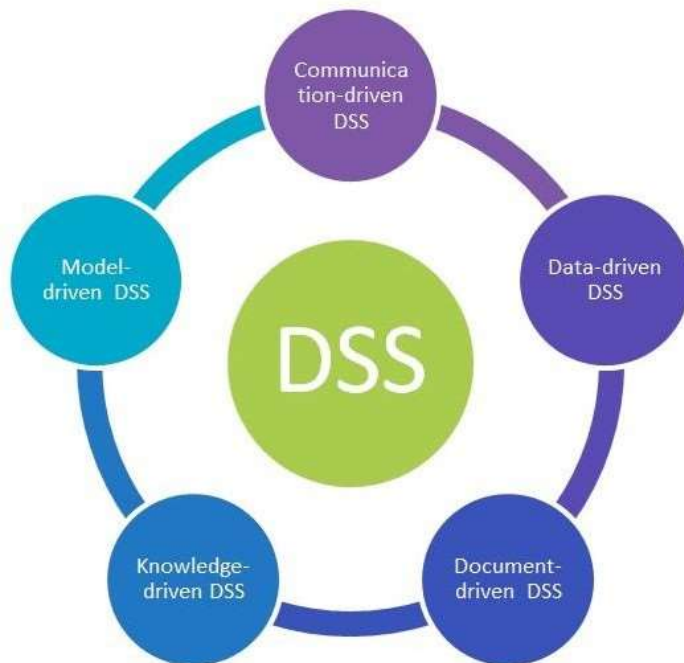 Communica
tion-driven
DSS
Model-
driven DSS
Data-driven
DSS
DSS
Knowledge-
driven DSS
Document-
driven DSS